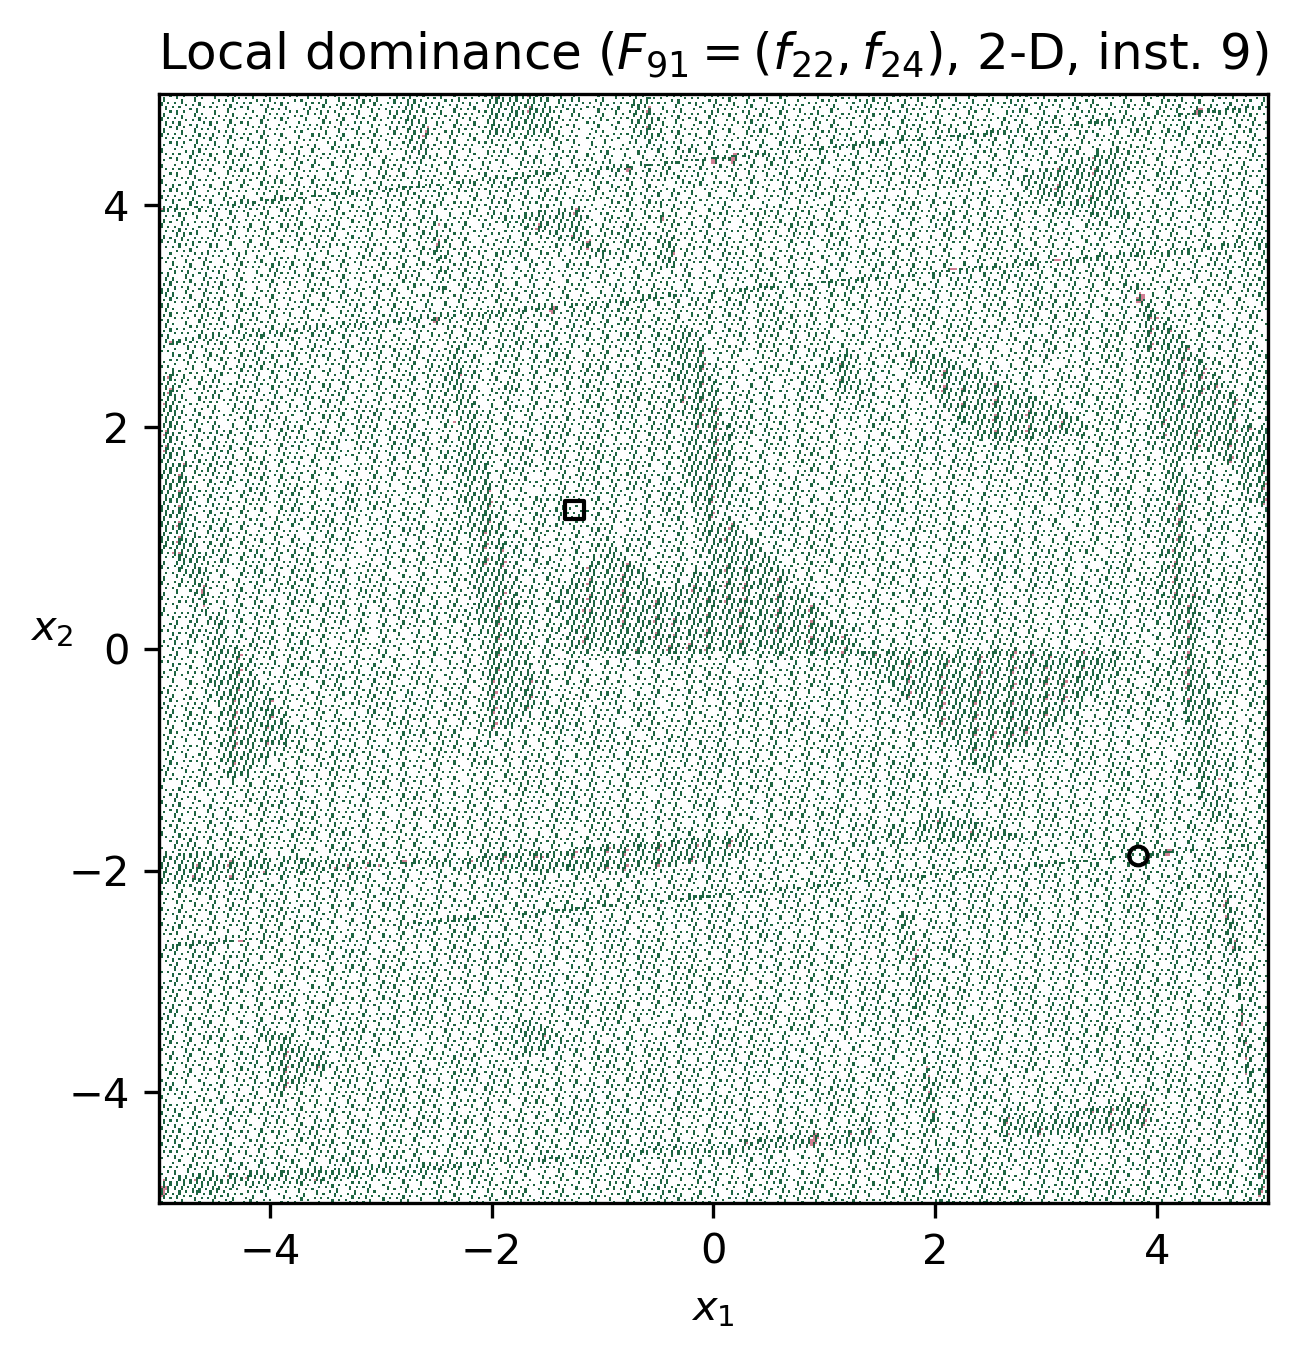 Local dominance (F₉₁ = (f₂₂, f₂₄), 2-D, inst. 9)
4
2
x₂
0
−2
−4
−4 −2 0 2 4
x₁